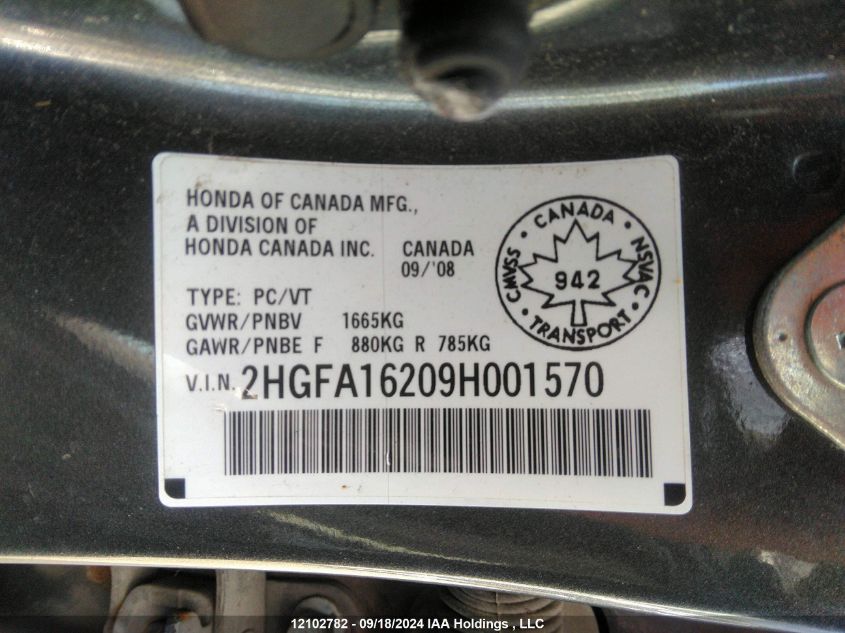 HONDA OF CANADA MFG.,
A DIVISION OF
HONDA CANADA INC. CANADA
09/'08
TYPE: PC/VT
GVWR/PNBV 1665KG
GAWR/PNBE F 880KG R 785KG
V.I.N. 2HGFA16209H001570
CANADA
CMVSS
942
NSVAC
TRANSPORT
12102782 - 09/18/2024 IAA Holdings , LLC